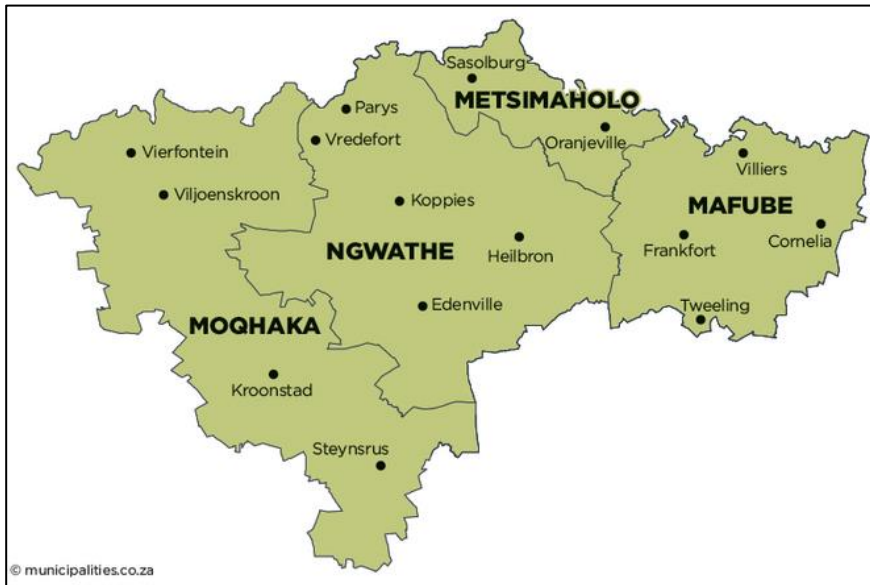 Sasolburg
METSIMAHOLO
Parys
Vredefort
Oranjeville
Vierfontein
Villiers
Viljoenskroon
Koppies
MAFUBE
NGWATHE
Heilbron
Frankfort
Cornelia
Edenville
Tweeling
MOQHAKA
Kroonstad
Steynsrus
© municipalities.co.za